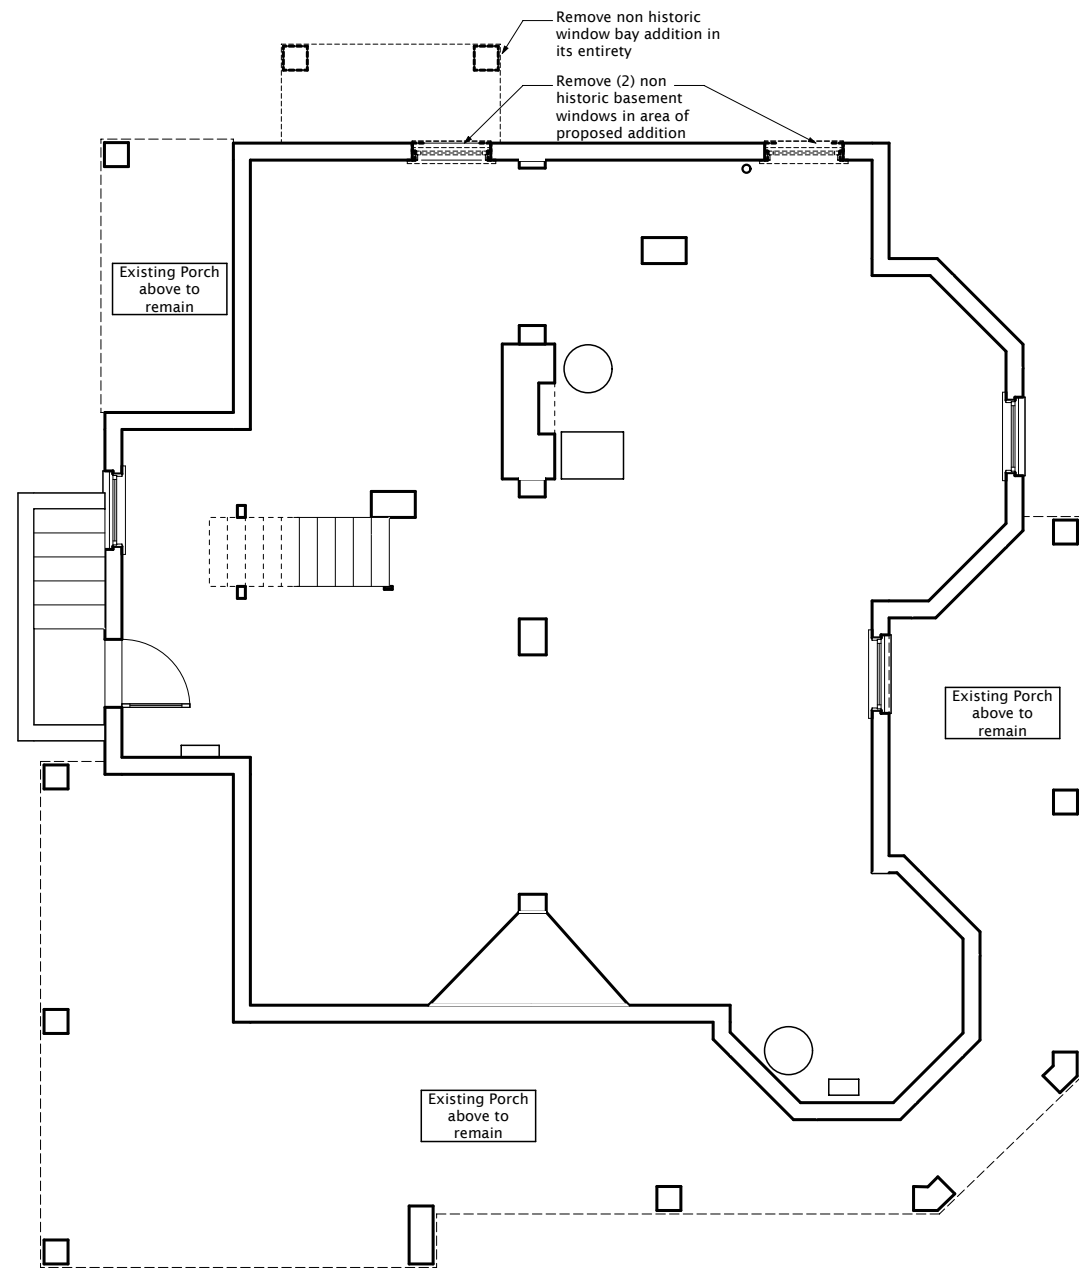 Remove non historic
window bay addition in
its entirety
Remove (2) non
historic basement
windows in area of
proposed addition
Existing Porch
above to
remain
Existing Porch
above to
remain
Existing Porch
above to
remain